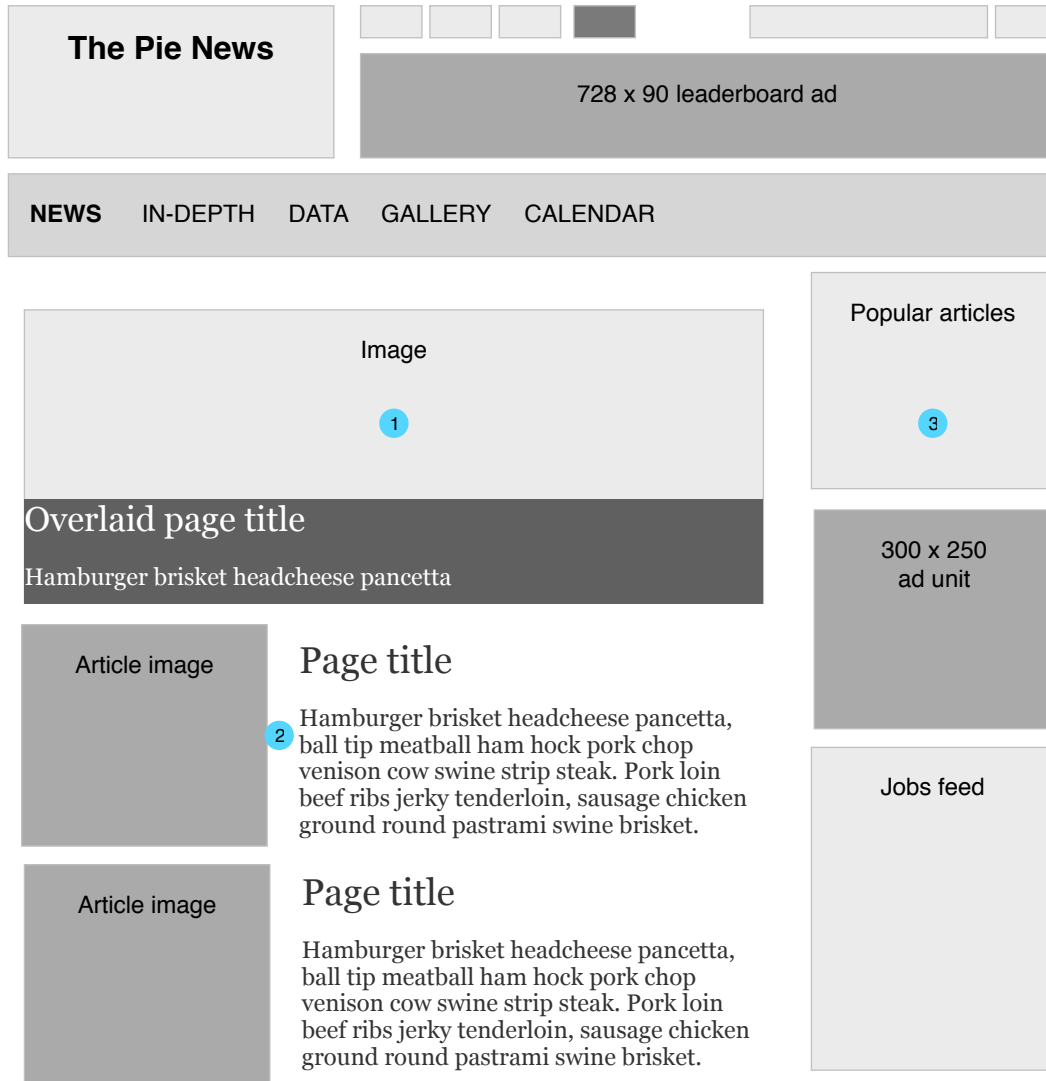 The Pie News
728 x 90 leaderboard ad
NEWS IN-DEPTH DATA GALLERY CALENDAR
Image
1
Overlaid page title
Hamburger brisket headcheese pancetta
Popular articles
3
300 x 250
ad unit
Article image
2
Page title
Hamburger brisket headcheese pancetta,
ball tip meatball ham hock pork chop
venison cow swine strip steak. Pork loin
beef ribs jerky tenderloin, sausage chicken
ground round pastrami swine brisket.
Jobs feed
Article image
Page title
Hamburger brisket headcheese pancetta,
ball tip meatball ham hock pork chop
venison cow swine strip steak. Pork loin
beef ribs jerky tenderloin, sausage chicken
ground round pastrami swine brisket.